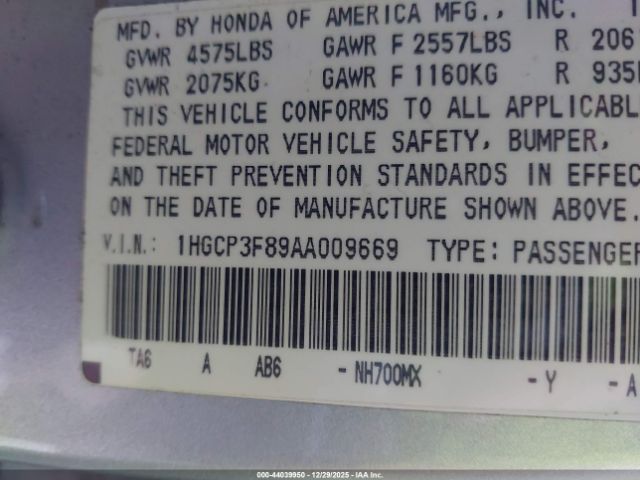 MFD. BY HONDA OF AMERICA MFG., INC.
GVWR 4575LBS GAWR F 2557LBS R 206
GVWR 2075KG GAWR F 1160KG R 935
THIS VEHICLE CONFORMS TO ALL APPLICABL
FEDERAL MOTOR VEHICLE SAFETY, BUMPER,
AND THEFT PREVENTION STANDARDS IN EFFEC
ON THE DATE OF MANUFACTURE SHOWN ABOVE.
V.I.N.: 1HGCP3F89AA009669 TYPE: PASSENGER
TA6 A AB6 - NH700MX - Y - A
000-44039950 | 12/29/2025 | IAA Inc.